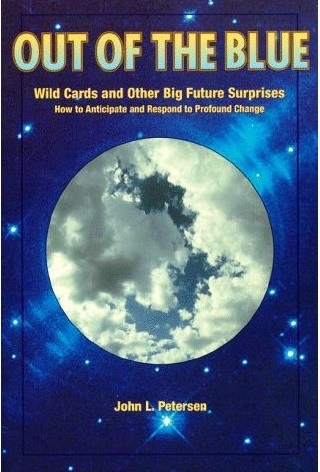 OUT OF THE BLUE
Wild Cards and Other Big Future Surprises
How to Anticipate and Respond to Profound Change
John L. Petersen